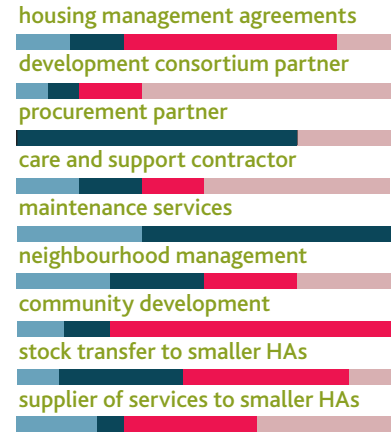 housing management agreements
development consortium partner
procurement partner
care and support contractor
maintenance services
neighbourhood management
community development
stock transfer to smaller HAs
supplier of services to smaller HAs